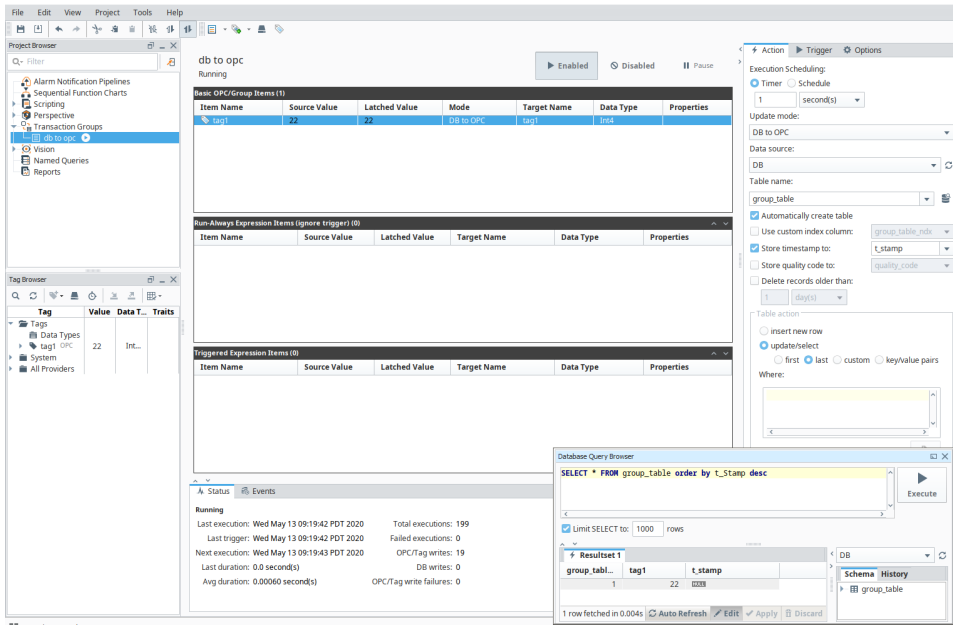 File Edit View Project Tools Help
Project Browser
Filter
Alarm Notification Pipelines
Sequential Function Charts
Scripting
Perspective
Transaction Groups
db to opc
Vision
Named Queries
Reports
Tag Browser
Tag Value Data T... Traits
Tags
Data Types
tag1 OPC 22 Int...
System
All Providers
db to opc
Running
Enabled Disabled Pause
Basic OPC/Group Items (1)
Item Name Source Value Latched Value Mode Target Name Data Type Properties
tag1 22 22 DB to OPC tag1 Int4
Run-Always Expression Items (ignore trigger) (0)
Item Name Source Value Latched Value Target Name Data Type Properties
Triggered Expression Items (0)
Item Name Source Value Latched Value Target Name Data Type Properties
Status Events
Running
Last execution: Wed May 13 09:19:42 PDT 2020 Total executions: 199
Last trigger: Wed May 13 09:19:42 PDT 2020 Failed executions: 0
Next execution: Wed May 13 09:19:43 PDT 2020 OPC/Tag writes: 19
Last duration: 0.0 second(s) DB writes: 0
Avg duration: 0.00060 second(s) OPC/Tag write failures: 0
Action Trigger Options
Execution Scheduling:
Timer Schedule
1 second(s)
Update mode:
DB to OPC
Data source:
DB
Table name:
group_table
Automatically create table
Use custom index column: group_table_ndx
Store timestamp to: t_stamp
Store quality code to: quality_code
Delete records older than:
1 day(s)
Table action
insert new row
update/select
first last custom key/value pairs
Where:
Database Query Browser
SELECT * FROM group_table order by t_Stamp desc
Execute
Limit SELECT to: 1000 rows
Resultset 1
group_tabl... tag1 t_stamp
1 22 NULL
1 row fetched in 0.004s Auto Refresh Edit Apply Discard
DB
Schema History
group_table